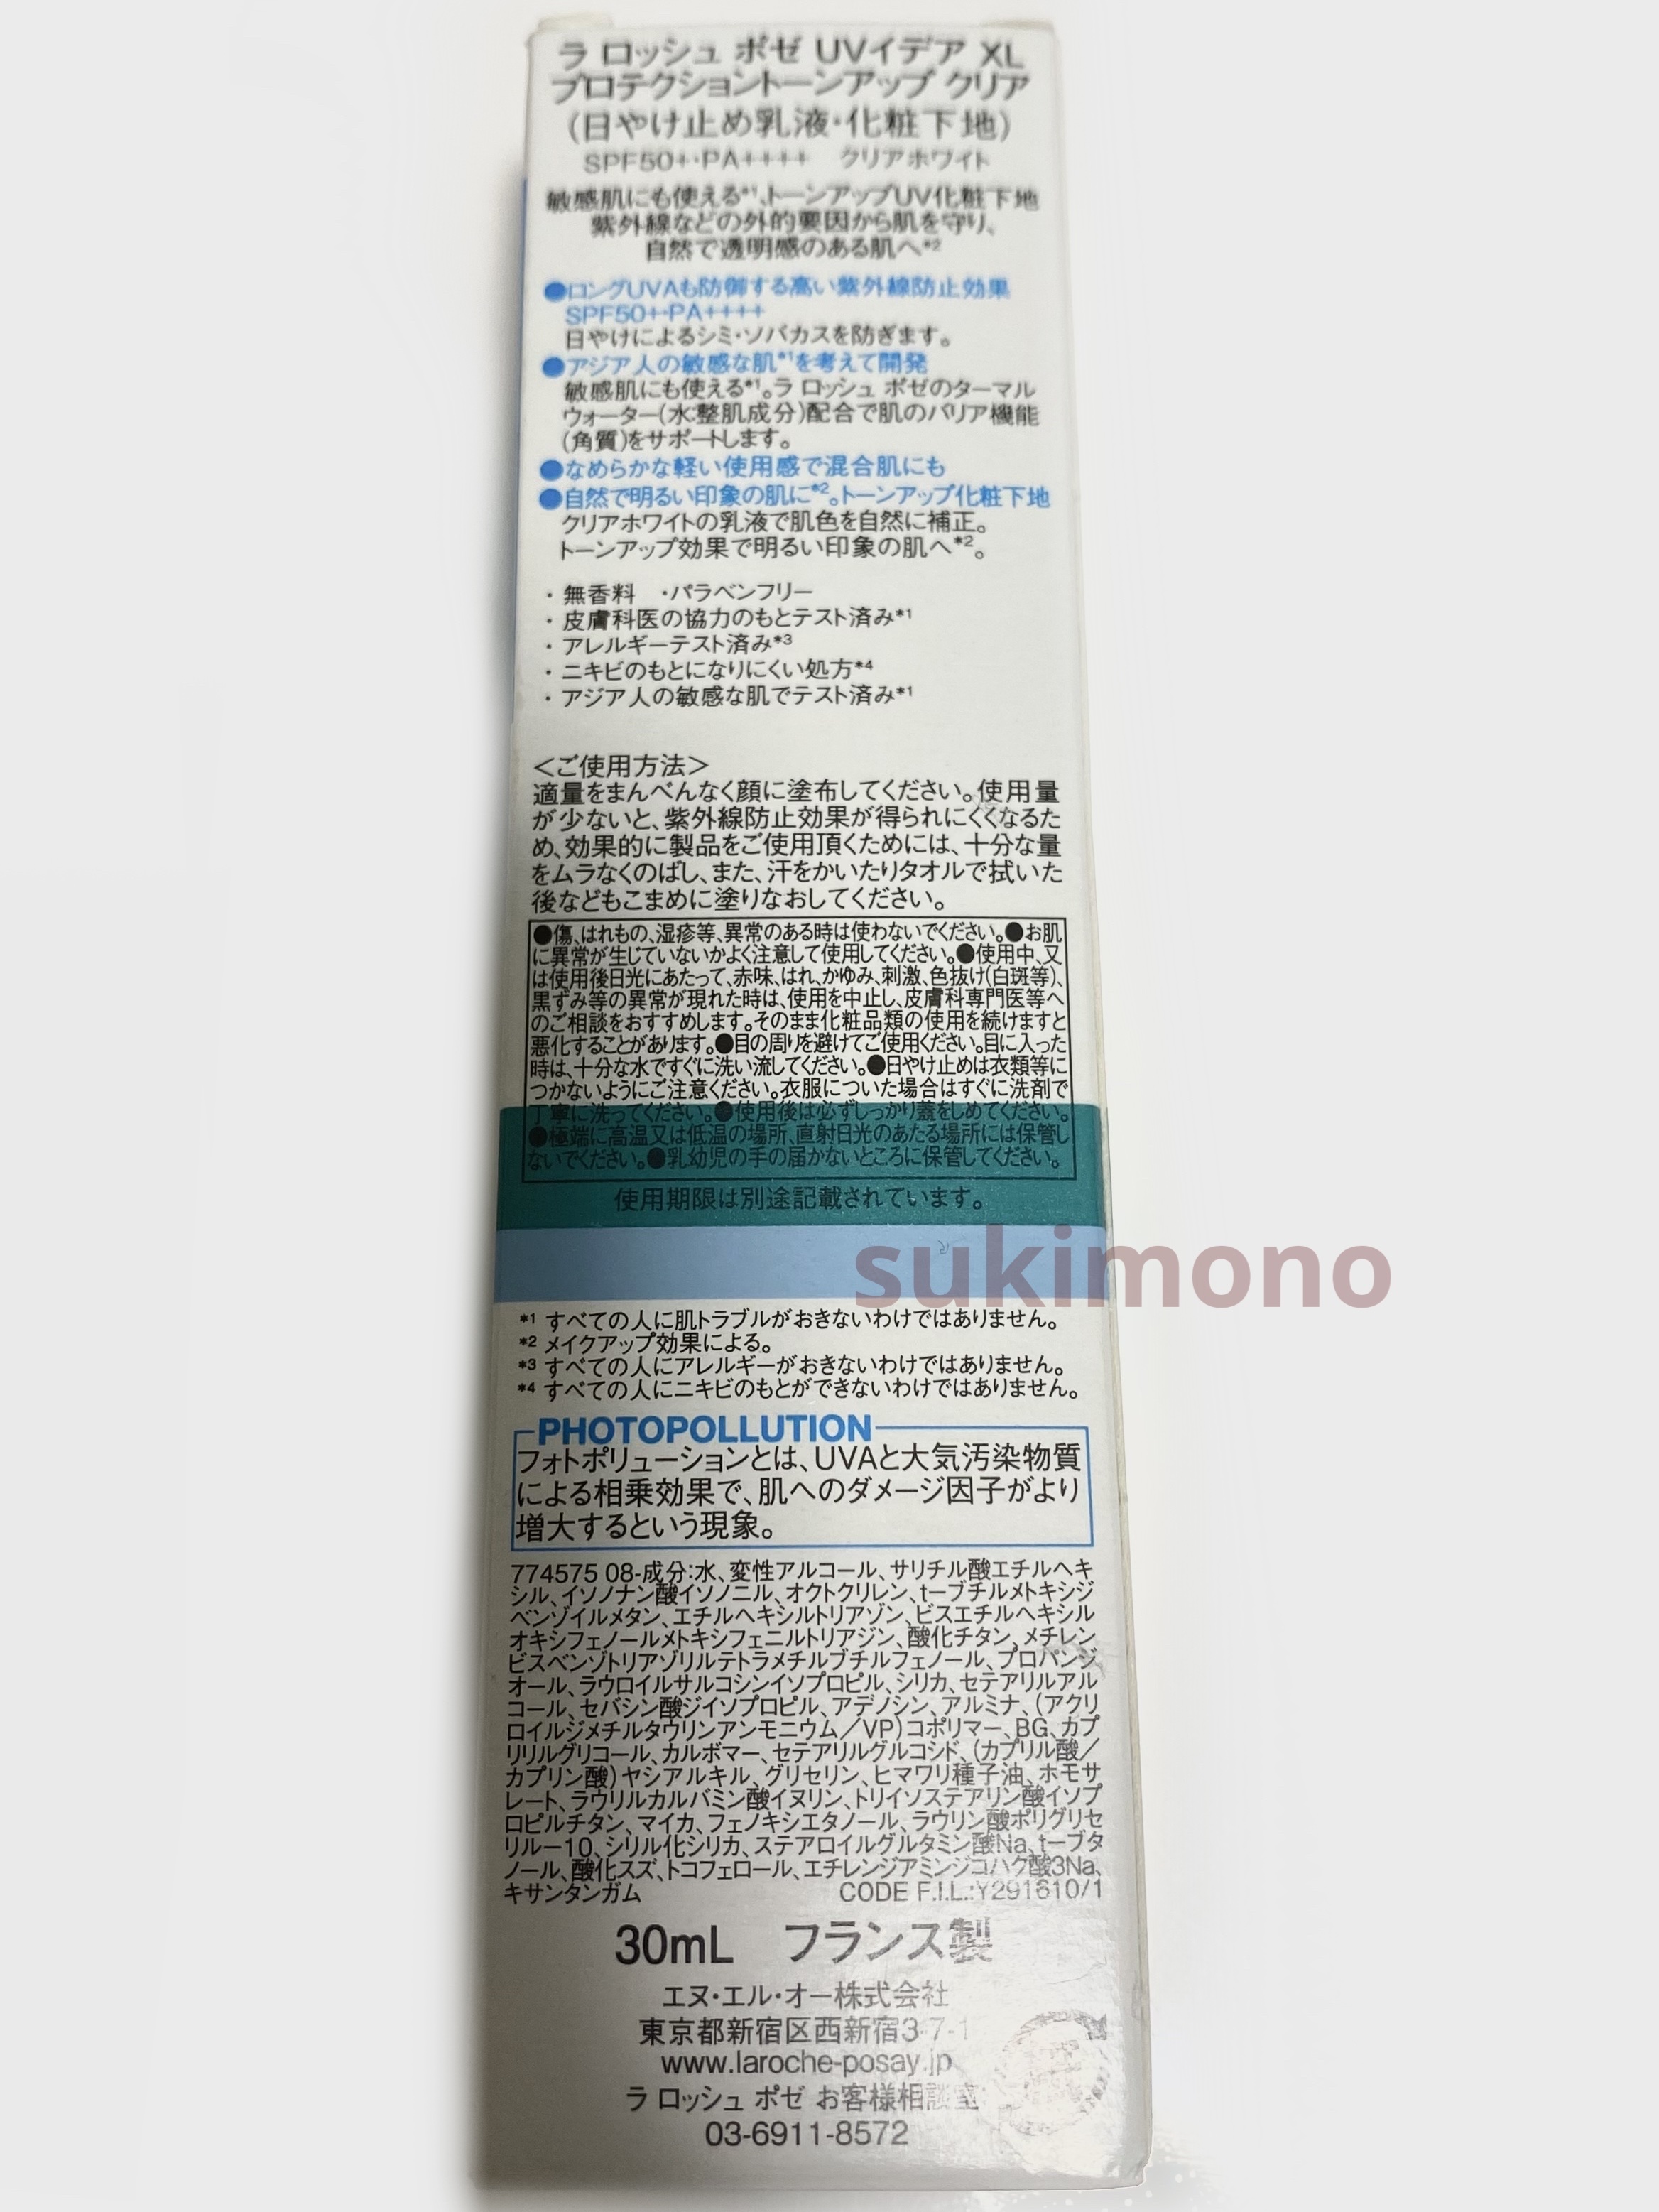 ラ ロッシュ ポゼ UVイデア XL
プロテクショントーンアップ クリア
(日やけ止め乳液・化粧下地)
SPF50+・PA++++ クリアホワイト
敏感肌にも使える*1、トーンアップUV化粧下地
紫外線などの外的要因から肌を守り、
自然で透明感のある肌へ*2
●ロングUVAも防御する高い紫外線防止効果
SPF50+・PA++++
日やけによるシミ・ソバカスを防ぎます。
●アジア人の敏感な肌*1を考えて開発
敏感肌にも使える*1。ラ ロッシュ ポゼのターマル
ウォーター(水:整肌成分)配合で肌のバリア機能
(角質)をサポートします。
●なめらかな軽い使用感で混合肌にも
●自然で明るい印象の肌に*2。トーンアップ化粧下地
クリアホワイトの乳液で肌色を自然に補正。
トーンアップ効果で明るい印象の肌へ*2。
・無香料 ・パラベンフリー
・皮膚科医の協力のもとテスト済み*1
・アレルギーテスト済み*3
・ニキビのもとになりにくい処方*4
・アジア人の敏感な肌でテスト済み*1
<ご使用方法>
適量をまんべんなく顔に塗布してください。使用量
が少ないと、紫外線防止効果が得られにくくなるた
め、効果的に製品をご使用頂くためには、十分な量
をムラなくのばし、また、汗をかいたりタオルで拭いた
後などもこまめに塗りなおしてください。
●傷、はれもの、湿疹等、異常のある時は使わないでください。●お肌
に異常が生じていないかよく注意して使用してください。●使用中、又
は使用後日光にあたって、赤味、はれ、かゆみ、刺激、色抜け(白斑等)、
黒ずみ等の異常が現れた時は、使用を中止し、皮膚科専門医等へ
のご相談をおすすめします。そのまま化粧品類の使用を続けますと
悪化することがあります。●目の周りを避けてご使用ください。目に入った
時は、十分な水ですぐに洗い流してください。●日やけ止めは衣類等に
つかないようにご注意ください。衣服についた場合はすぐに洗剤で
丁寧に洗ってください。●使用後は必ずしっかり蓋をしめてください。
●極端に高温又は低温の場所、直射日光のあたる場所には保管し
ないでください。●乳幼児の手の届かないところに保管してください。
使用期限は別途記載されています。
sukimono
*1 すべての人に肌トラブルがおきないわけではありません。
*2 メイクアップ効果による。
*3 すべての人にアレルギーがおきないわけではありません。
*4 すべての人にニキビのもとができないわけではありません。
PHOTOPOLLUTION
フォトポリューションとは、UVAと大気汚染物質
による相乗効果で、肌へのダメージ因子がより
増大するという現象。
774575 08-成分:水、変性アルコール、サリチル酸エチルヘキ
シル、イソノナン酸イソノニル、オクトクリレン、t-ブチルメトキシジ
ベンゾイルメタン、エチルヘキシルトリアゾン、ビスエチルヘキシル
オキシフェノールメトキシフェニルトリアジン、酸化チタン、メチレン
ビスベンゾトリアゾリルテトラメチルブチルフェノール、プロパンジ
オール、ラウロイルサルコシンイソプロピル、シリカ、セテアリルアル
コール、セバシン酸ジイソプロピル、アデノシン、アルミナ、(アクリ
ロイルジメチルタウリンアンモニウム/VP)コポリマー、BG、カプ
リリルグリコール、カルボマー、セテアリルグルコシド、(カプリル酸/
カプリン酸)ヤシアルキル、グリセリン、ヒマワリ種子油、ホモサ
レート、ラウリルカルバミン酸イヌリン、トリイソステアリン酸イソプ
ロピルチタン、マイカ、フェノキシエタノール、ラウリン酸ポリグリセ
リル-10、シリル化シリカ、ステアロイルグルタミン酸Na、t-ブタ
ノール、酸化スズ、トコフェロール、エチレンジアミンジコハク酸3Na、
キサンタンガム CODE F.I.L.:Y291610/1
30mL フランス製
エヌ・エル・オー株式会社
東京都新宿区西新宿3-7-1
www.laroche-posay.jp
ラ ロッシュ ポゼ お客様相談室
03-6911-8572